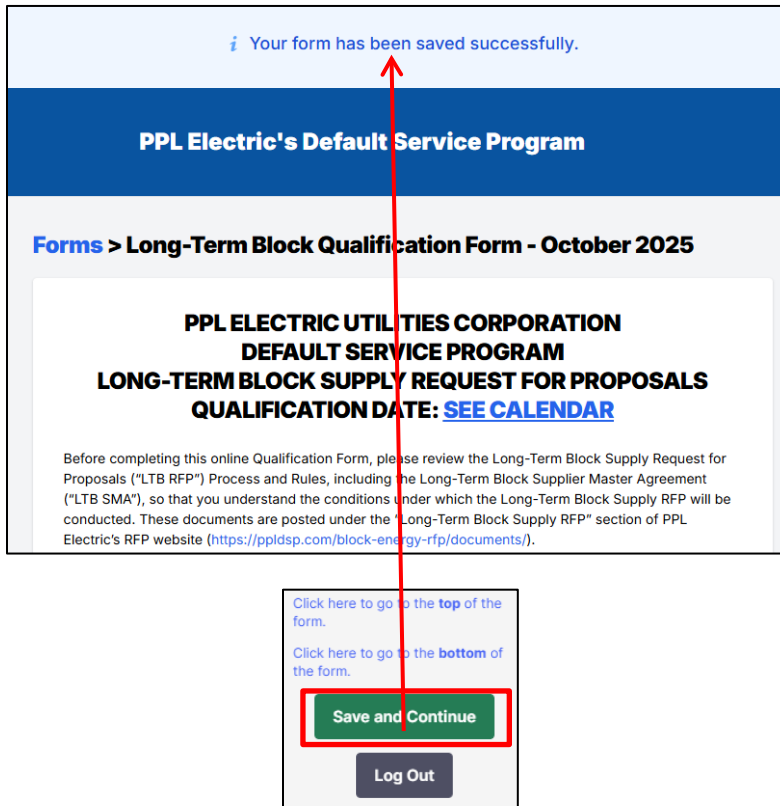 i Your form has been saved successfully.
PPL Electric's Default Service Program
Forms > Long-Term Block Qualification Form - October 2025
PPL ELECTRIC UTILITIES CORPORATION
DEFAULT SERVICE PROGRAM
LONG-TERM BLOCK SUPPLY REQUEST FOR PROPOSALS
QUALIFICATION DATE: SEE CALENDAR
Before completing this online Qualification Form, please review the Long-Term Block Supply Request for
Proposals (“LTB RFP”) Process and Rules, including the Long-Term Block Supplier Master Agreement
(“LTB SMA”), so that you understand the conditions under which the Long-Term Block Supply RFP will be
conducted. These documents are posted under the “Long-Term Block Supply RFP” section of PPL
Electric’s RFP website (https://ppldsp.com/block-energy-rfp/documents/).
Click here to go to the top of the
form.
Click here to go to the bottom of
the form.
Save and Continue
Log Out